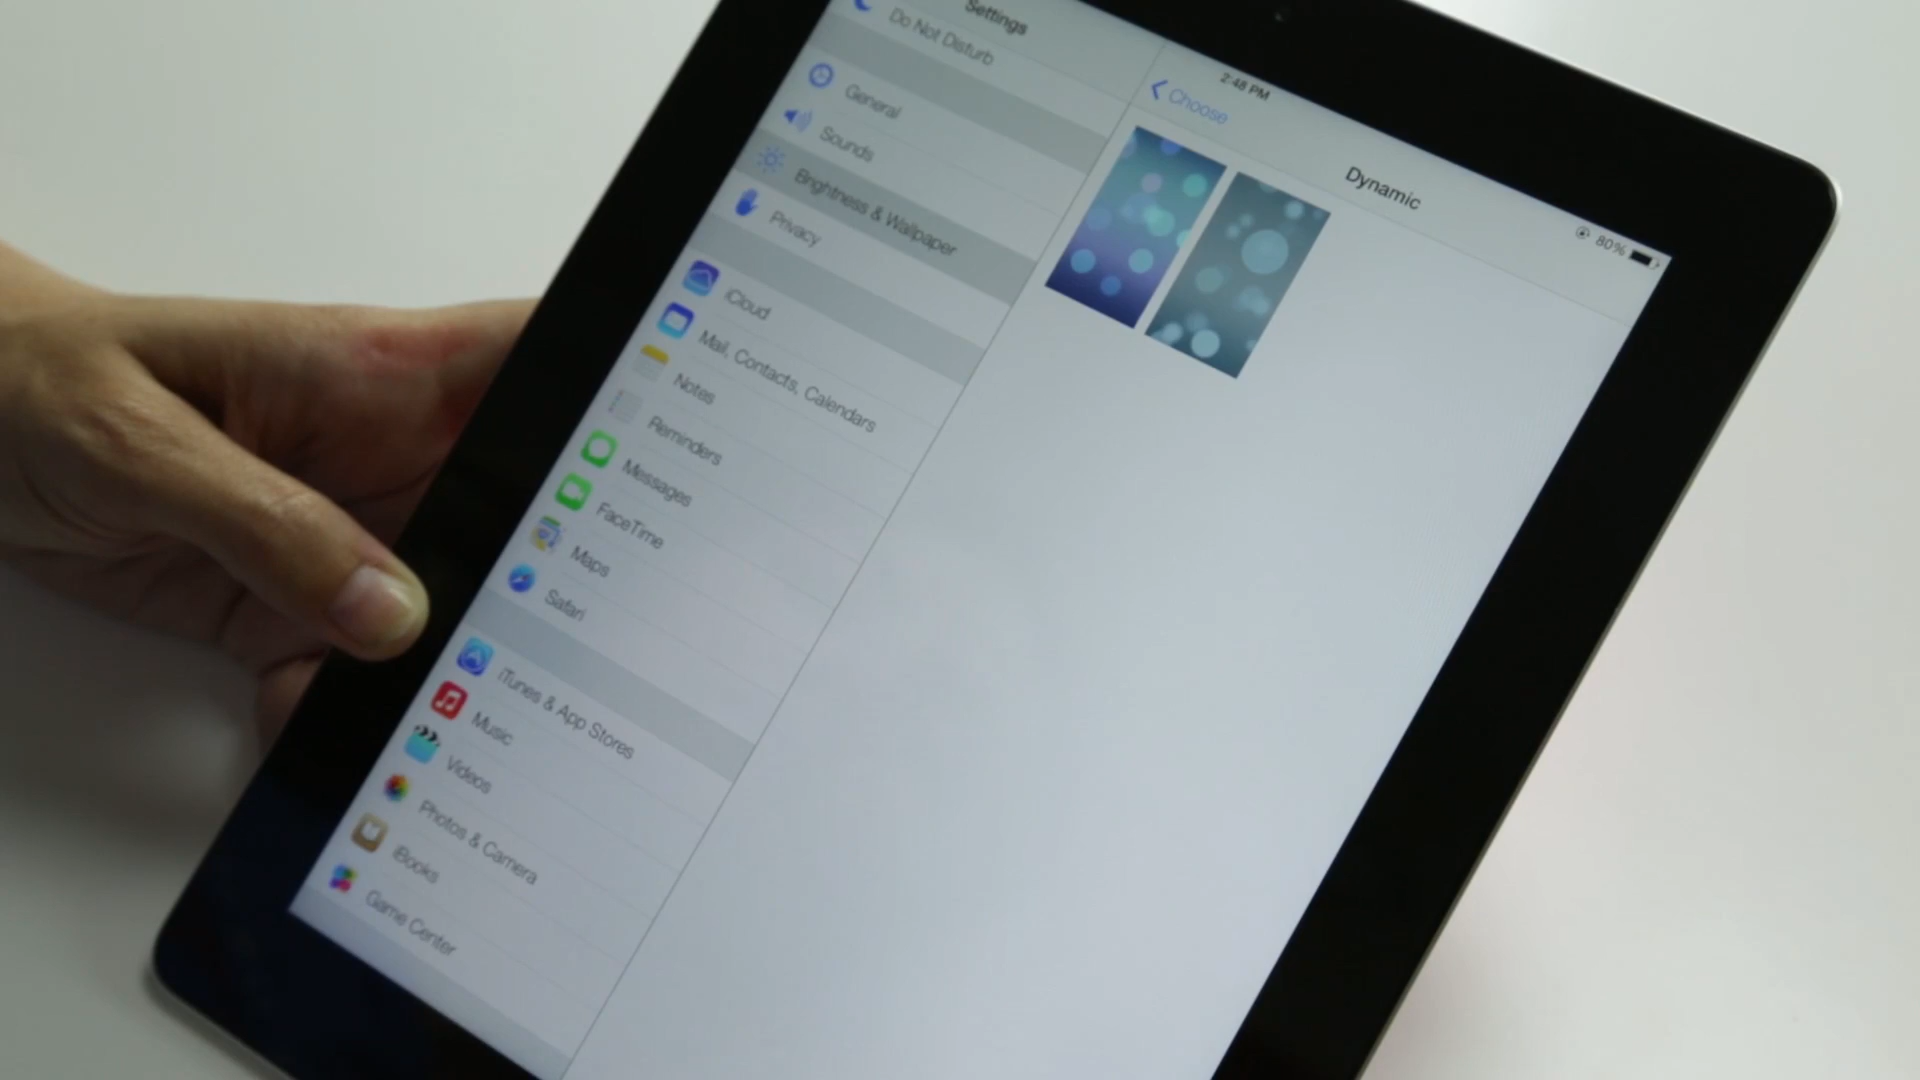 Settings
Do Not Disturb
General
Sounds
Brightness & Wallpaper
Privacy
iCloud
Mail, Contacts, Calendars
Notes
Reminders
Messages
FaceTime
Maps
Safari
iTunes & App Stores
Music
Videos
Photos & Camera
iBooks
Game Center
2:48 PM
80%
Choose
Dynamic